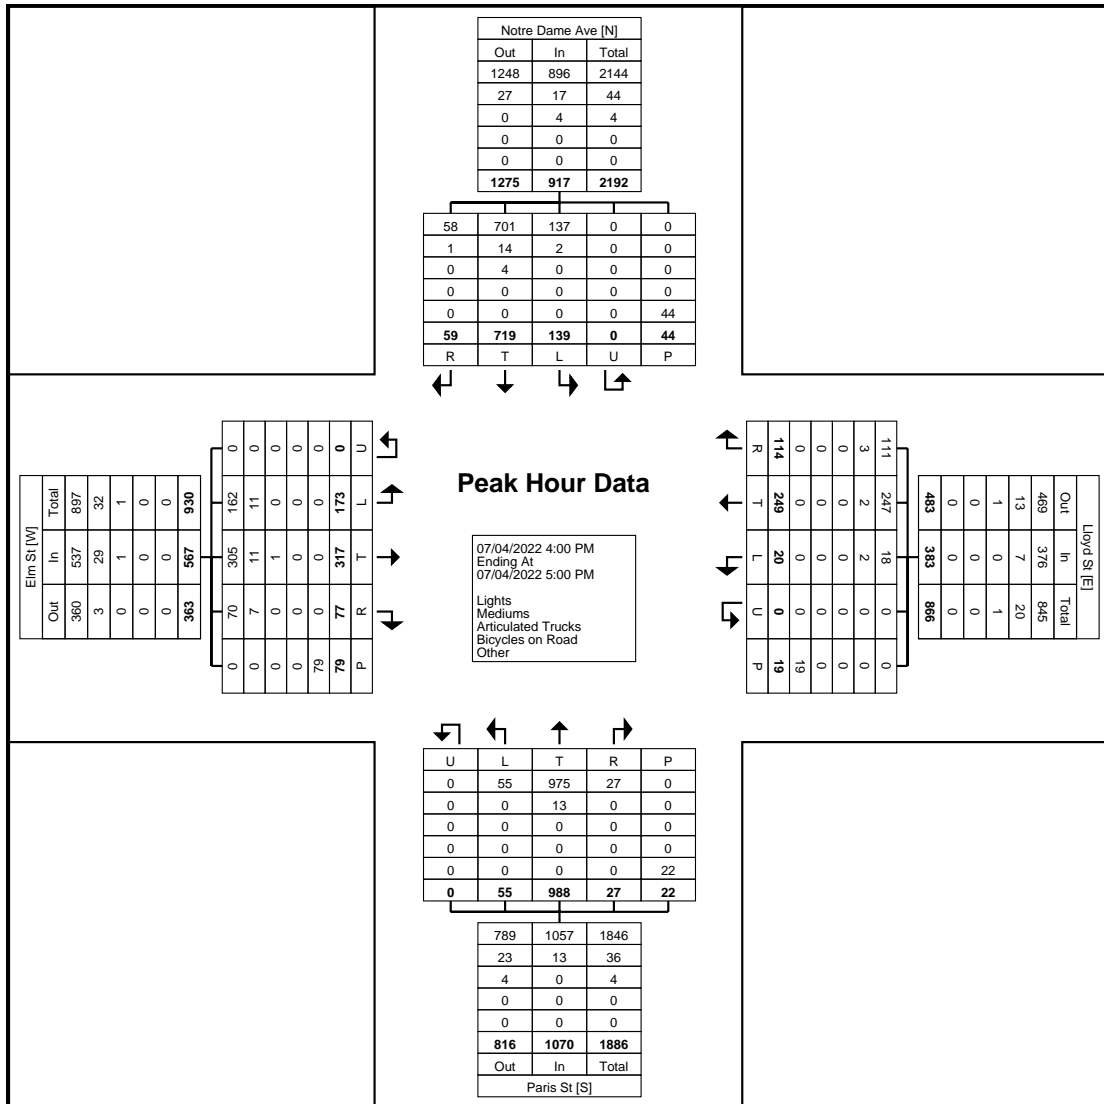 Notre Dame Ave [N]
Out In Total
1248 896 2144
27 17 44
0 4 4
0 0 0
0 0 0
1275 917 2192
58 701 137 0 0
1 14 2 0 0
0 4 0 0 0
0 0 0 0 0
0 0 0 0 44
59 719 139 0 44
R T L U P
Elm St [W]
Total In Out
897 537 360
32 29 3
1 1 0
0 0 0
0 0 0
930 567 363
0 162 305 70 0
0 11 11 7 0
0 0 1 0 0
0 0 0 0 0
0 0 0 0 79
0 173 317 77 79
U L T R P
Peak Hour Data
07/04/2022 4:00 PM
Ending At
07/04/2022 5:00 PM
Lights
Mediums
Articulated Trucks
Bicycles on Road
Other
R T L U P
114 249 20 0 19
0 0 0 0 19
0 0 0 0 0
0 0 0 0 0
3 2 2 0 0
111 247 18 0 0
Lloyd St [E]
Out In Total
469 376 845
13 7 20
1 0 1
0 0 0
0 0 0
483 383 866
U L T R P
0 55 975 27 0
0 0 13 0 0
0 0 0 0 0
0 0 0 0 0
0 0 0 0 22
0 55 988 27 22
789 1057 1846
23 13 36
4 0 4
0 0 0
0 0 0
816 1070 1886
Out In Total
Paris St [S]